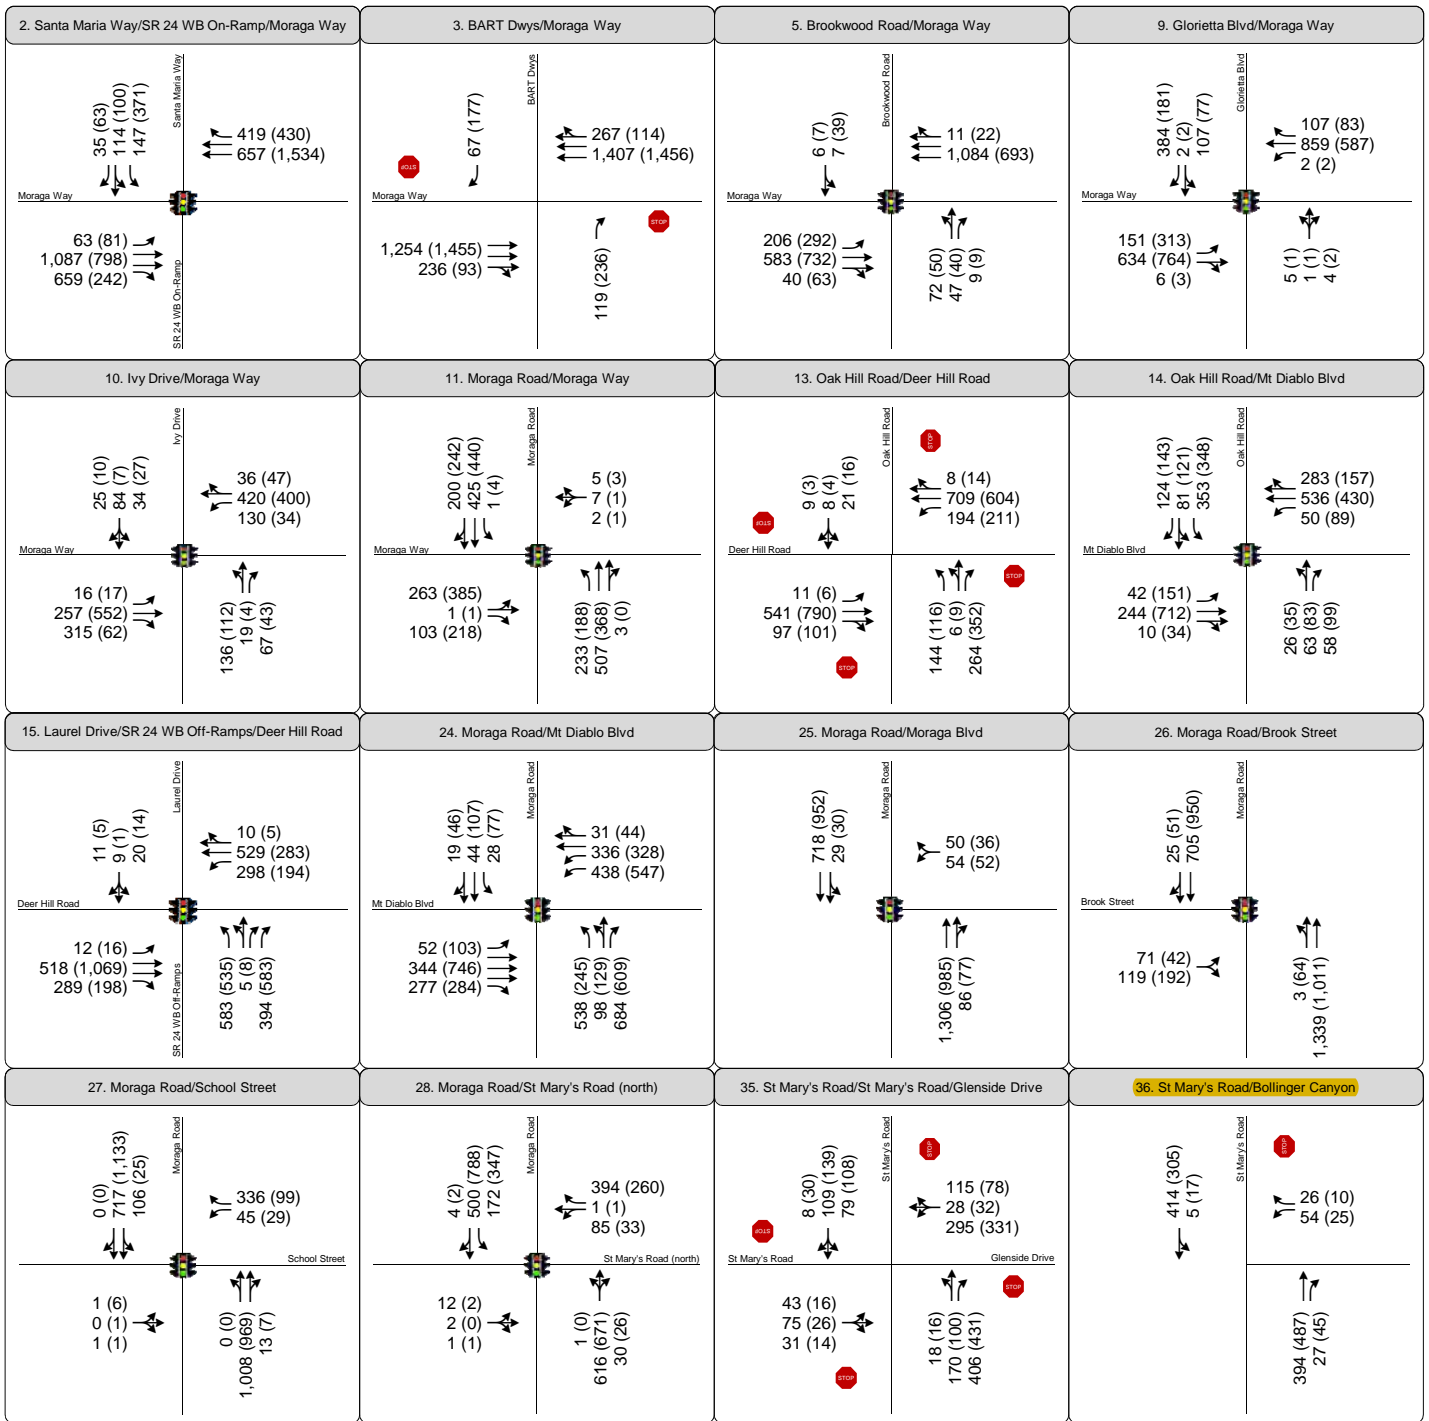 2. Santa Maria Way/SR 24 WB On-Ramp/Moraga Way
35 (63)
114 (100)
147 (371)
Santa Maria Way
419 (430)
657 (1,534)
Moraga Way
63 (81)
1,087 (798)
659 (242)
SR 24 WB On-Ramp
3. BART Dwys/Moraga Way
67 (177)
BART Dwys
267 (114)
1,407 (1,456)
STOP
Moraga Way
STOP
1,254 (1,455)
236 (93)
119 (236)
5. Brookwood Road/Moraga Way
6 (7)
7 (39)
Brookwood Road
11 (22)
1,084 (693)
Moraga Way
206 (292)
583 (732)
40 (63)
72 (50)
47 (40)
9 (9)
9. Glorietta Blvd/Moraga Way
384 (181)
2 (2)
107 (77)
Glorietta Blvd
107 (83)
859 (587)
2 (2)
Moraga Way
151 (313)
634 (764)
6 (3)
5 (1)
1 (1)
4 (2)
10. Ivy Drive/Moraga Way
25 (10)
84 (7)
34 (27)
Ivy Drive
36 (47)
420 (400)
130 (34)
Moraga Way
16 (17)
257 (552)
315 (62)
136 (112)
19 (4)
67 (43)
11. Moraga Road/Moraga Way
200 (242)
425 (440)
1 (4)
Moraga Road
5 (3)
7 (1)
2 (1)
Moraga Way
263 (385)
1 (1)
103 (218)
233 (188)
507 (368)
3 (0)
13. Oak Hill Road/Deer Hill Road
9 (3)
8 (4)
21 (16)
Oak Hill Road
STOP
8 (14)
709 (604)
194 (211)
STOP
Deer Hill Road
STOP
11 (6)
541 (790)
97 (101)
STOP
144 (116)
6 (9)
264 (352)
14. Oak Hill Road/Mt Diablo Blvd
124 (143)
81 (121)
353 (348)
Oak Hill Road
283 (157)
536 (430)
50 (89)
Mt Diablo Blvd
42 (151)
244 (712)
10 (34)
26 (35)
63 (83)
58 (99)
15. Laurel Drive/SR 24 WB Off-Ramps/Deer Hill Road
11 (5)
9 (1)
20 (14)
Laurel Drive
10 (5)
529 (283)
298 (194)
Deer Hill Road
12 (16)
518 (1,069)
289 (198)
SR 24 WB Off-Ramps
583 (535)
5 (8)
394 (583)
24. Moraga Road/Mt Diablo Blvd
19 (46)
44 (107)
28 (77)
Moraga Road
31 (44)
336 (328)
438 (547)
Mt Diablo Blvd
52 (103)
344 (746)
277 (284)
538 (245)
98 (129)
684 (609)
25. Moraga Road/Moraga Blvd
718 (952)
29 (30)
Moraga Road
50 (36)
54 (52)
1,306 (985)
86 (77)
26. Moraga Road/Brook Street
25 (51)
705 (950)
Moraga Road
Brook Street
71 (42)
119 (192)
3 (64)
1,339 (1,011)
27. Moraga Road/School Street
0 (0)
717 (1,133)
106 (25)
Moraga Road
336 (99)
45 (29)
School Street
1 (6)
0 (1)
1 (1)
0 (0)
1,008 (969)
13 (7)
28. Moraga Road/St Mary's Road (north)
4 (2)
500 (788)
172 (347)
Moraga Road
394 (260)
1 (1)
85 (33)
St Mary's Road (north)
12 (2)
2 (0)
1 (1)
1 (0)
616 (671)
30 (26)
35. St Mary's Road/St Mary's Road/Glenside Drive
8 (30)
109 (139)
79 (108)
St Mary's Road
STOP
115 (78)
28 (32)
295 (331)
STOP
St Mary's Road
Glenside Drive
STOP
43 (16)
75 (26)
31 (14)
STOP
18 (16)
170 (100)
406 (431)
36. St Mary's Road/Bollinger Canyon
414 (305)
5 (17)
St Mary's Road
STOP
26 (10)
54 (25)
394 (487)
27 (45)